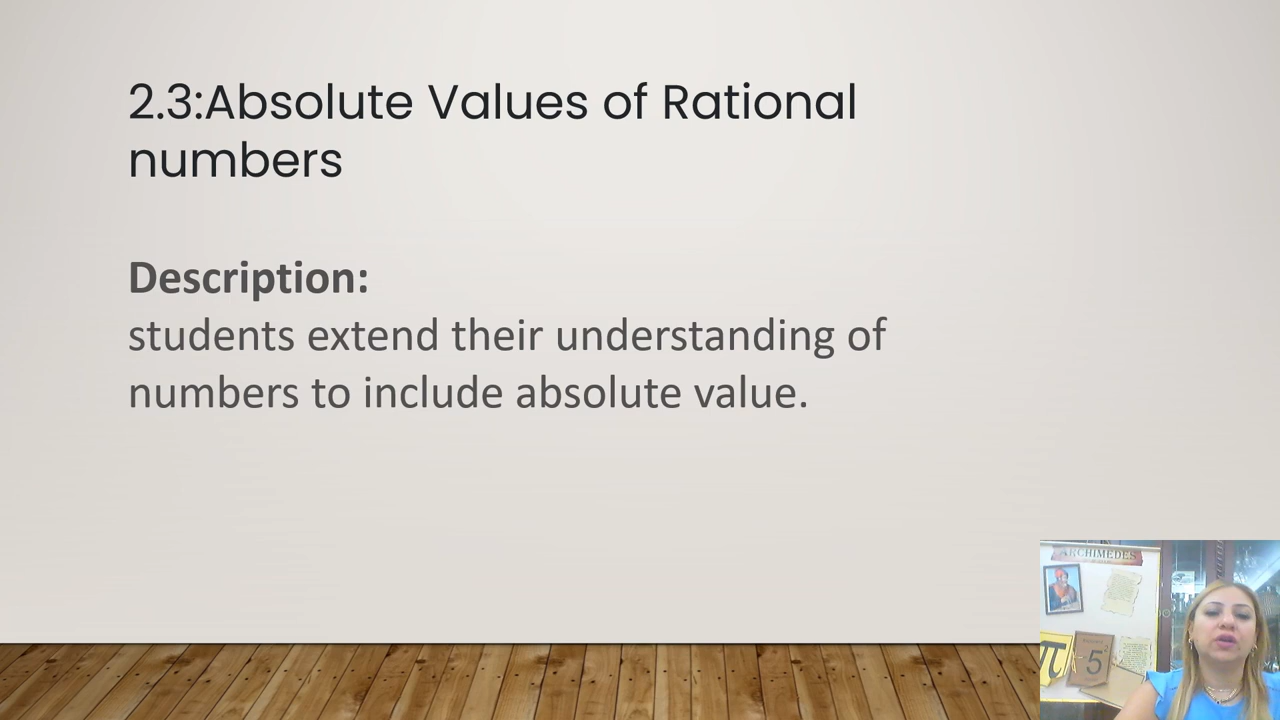 2.3:Absolute Values of Rational
numbers
Description:
students extend their understanding of
numbers to include absolute value.
ARCHIMEDES
π
-5